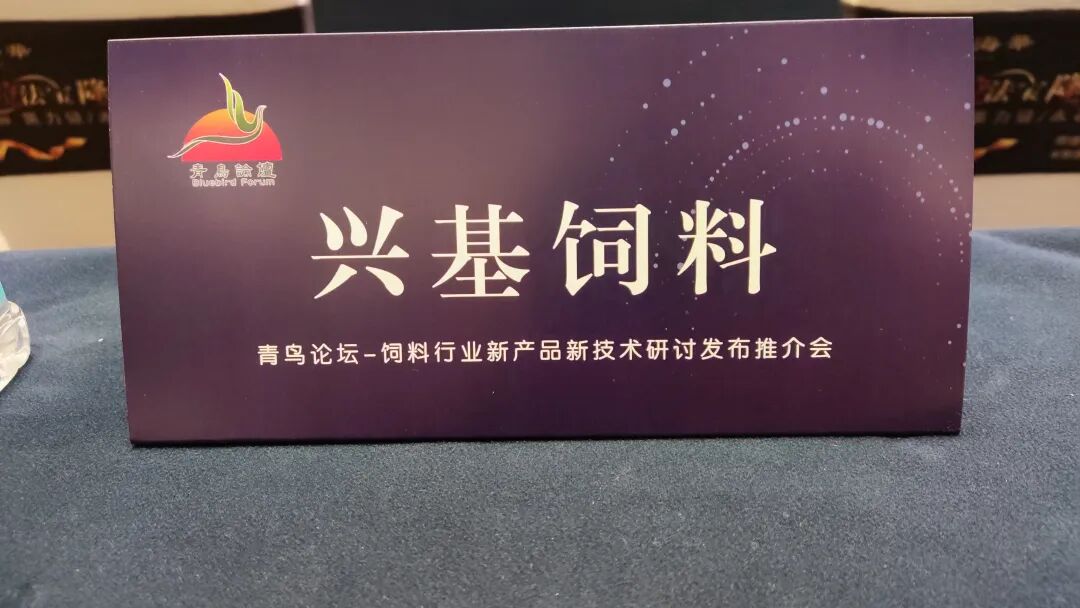 青鳥論壇
Bluebird Forum
兴基饲料
青鸟论坛-饲料行业新产品新技术研讨发布推介会